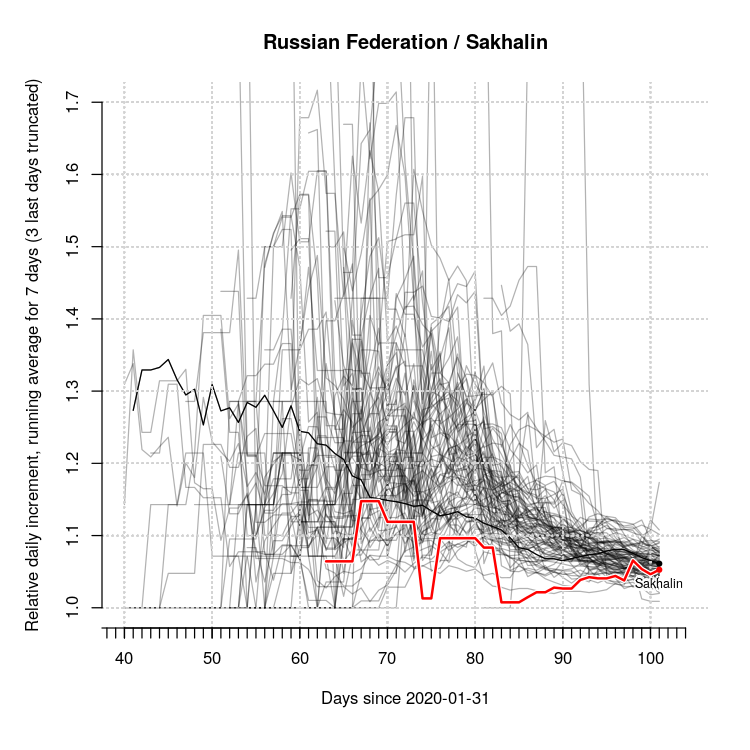 Russian Federation / Sakhalin
Relative daily increment, running average for 7 days (3 last days truncated)
1.7
1.6
1.5
1.4
1.3
1.2
1.1
1.0
Sakhalin
40 50 60 70 80 90 100
Days since 2020-01-31